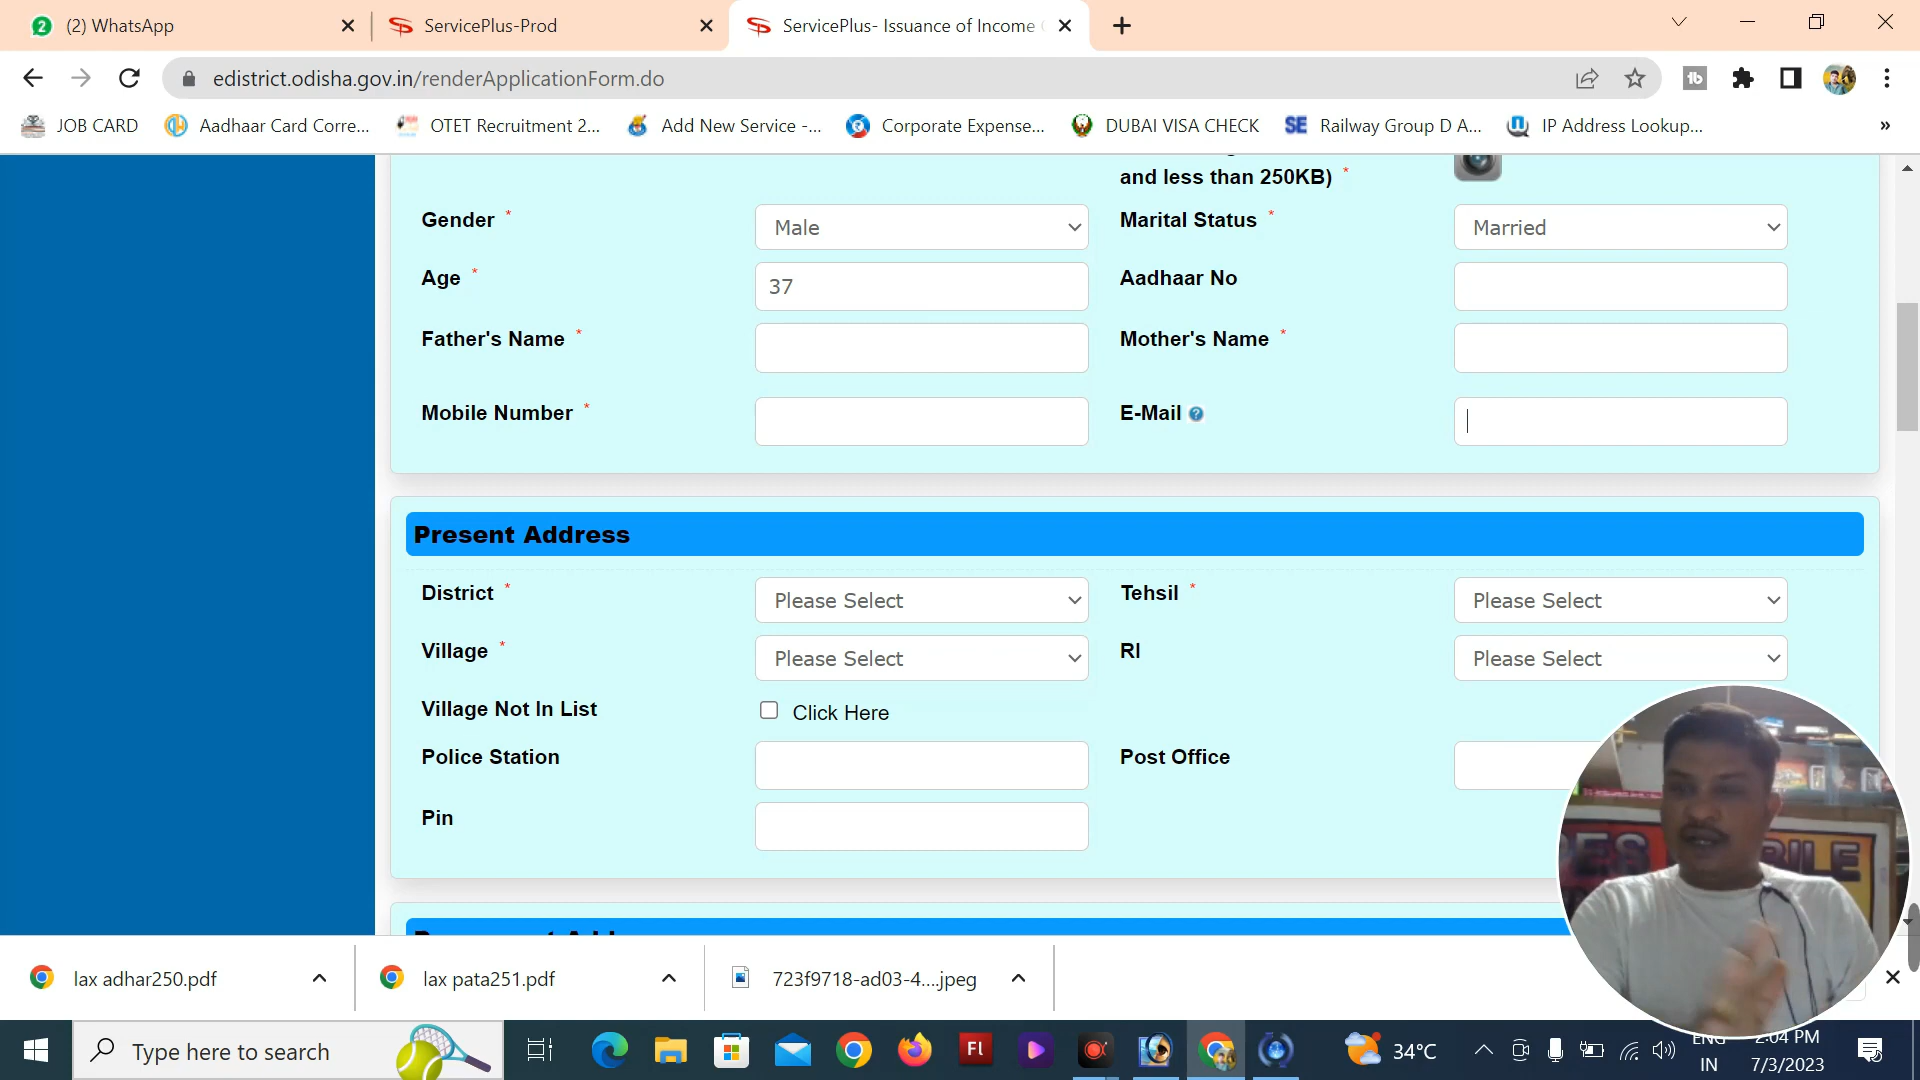 2 (2) WhatsApp
ServicePlus-Prod
ServicePlus- Issuance of Income
edistrict.odisha.gov.in/renderApplicationForm.do
JOB CARD
Aadhaar Card Corre...
OTET Recruitment 2...
Add New Service -...
Corporate Expense...
DUBAI VISA CHECK
SE Railway Group D A...
IP Address Lookup...
»
and less than 250KB) *
Gender * Male
Marital Status * Married
Age * 37
Aadhaar No
Father's Name *
Mother's Name *
Mobile Number *
E-Mail ?
Present Address
District * Please Select
Tehsil * Please Select
Village * Please Select
RI Please Select
Village Not In List Click Here
Police Station
Post Office
Pin
lax adhar250.pdf
lax pata251.pdf
723f9718-ad03-4....jpeg
Type here to search
Fl
34°C
ENG
IN
2:04 PM
7/3/2023